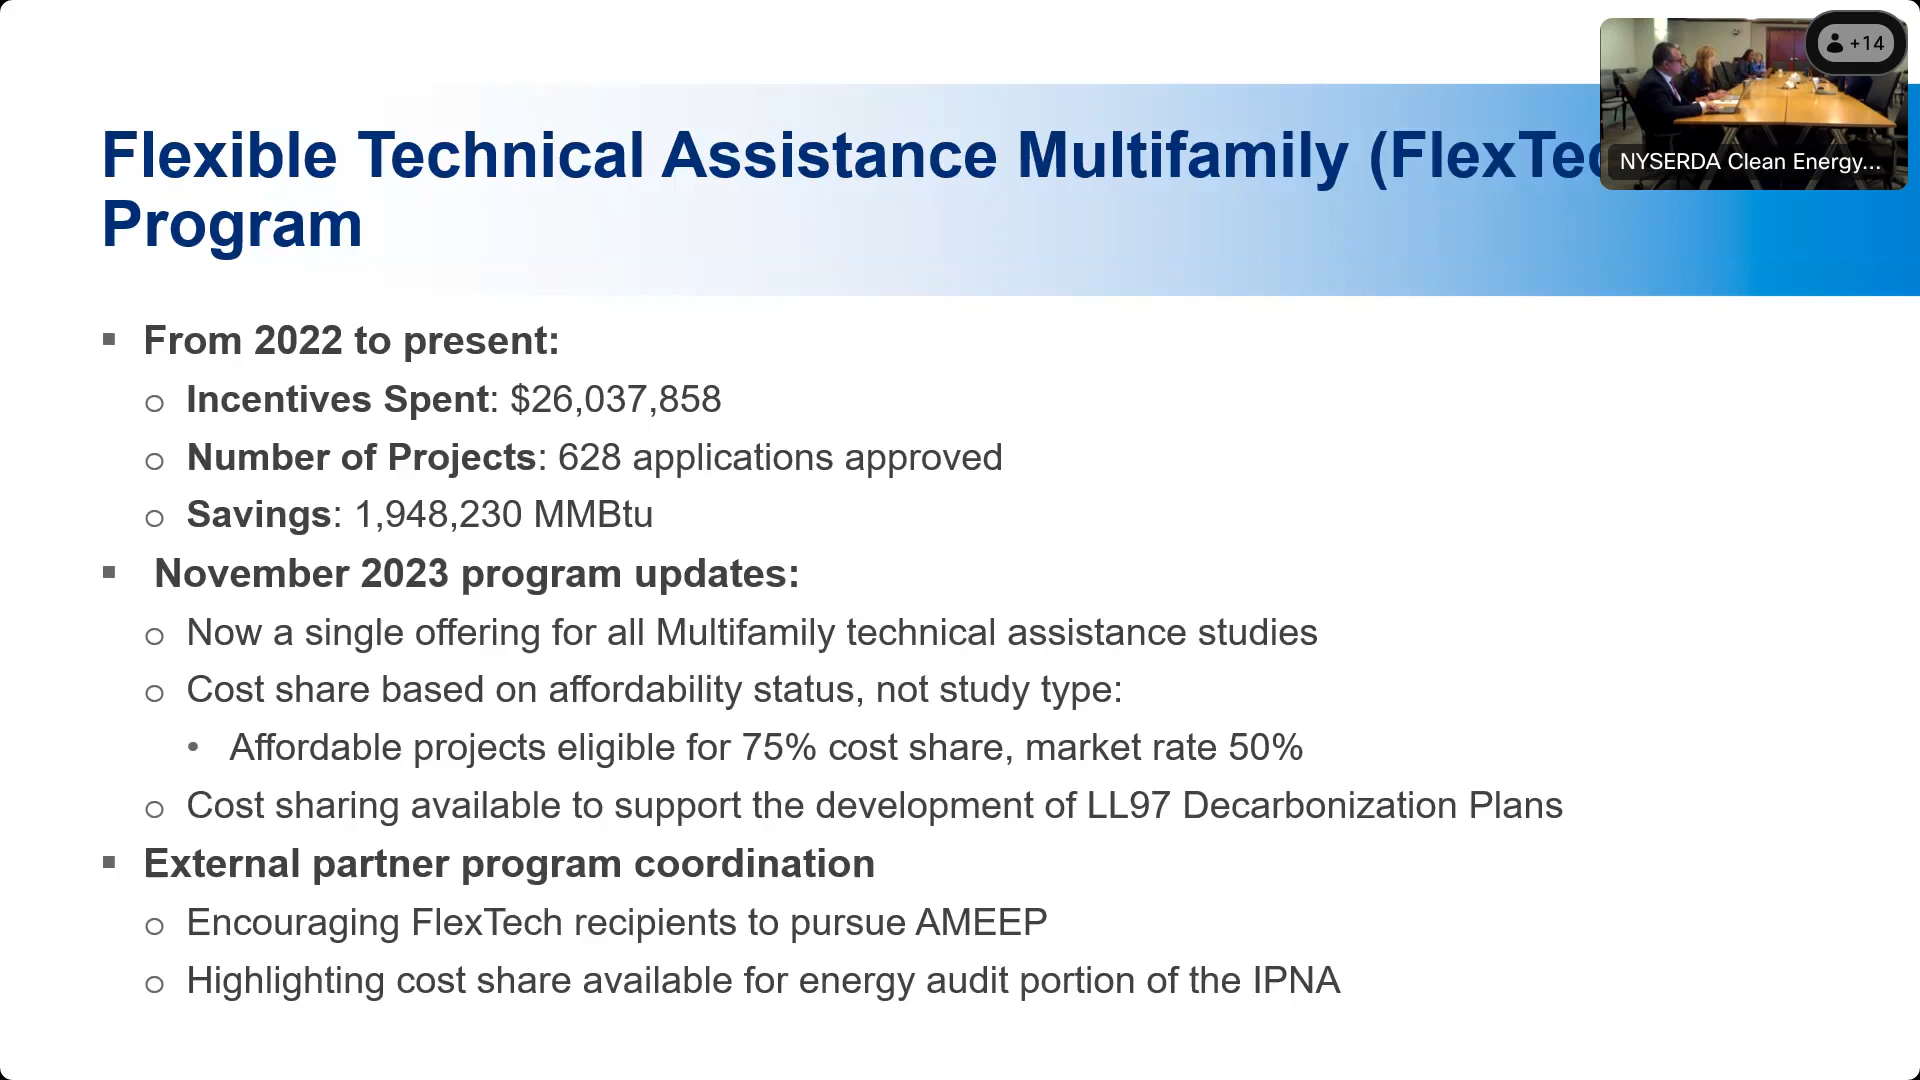 +14
NYSERDA Clean Energy...
Flexible Technical Assistance Multifamily (FlexTec
Program
▪ From 2022 to present:
o Incentives Spent: $26,037,858
o Number of Projects: 628 applications approved
o Savings: 1,948,230 MMBtu
▪ November 2023 program updates:
o Now a single offering for all Multifamily technical assistance studies
o Cost share based on affordability status, not study type:
• Affordable projects eligible for 75% cost share, market rate 50%
o Cost sharing available to support the development of LL97 Decarbonization Plans
▪ External partner program coordination
o Encouraging FlexTech recipients to pursue AMEEP
o Highlighting cost share available for energy audit portion of the IPNA